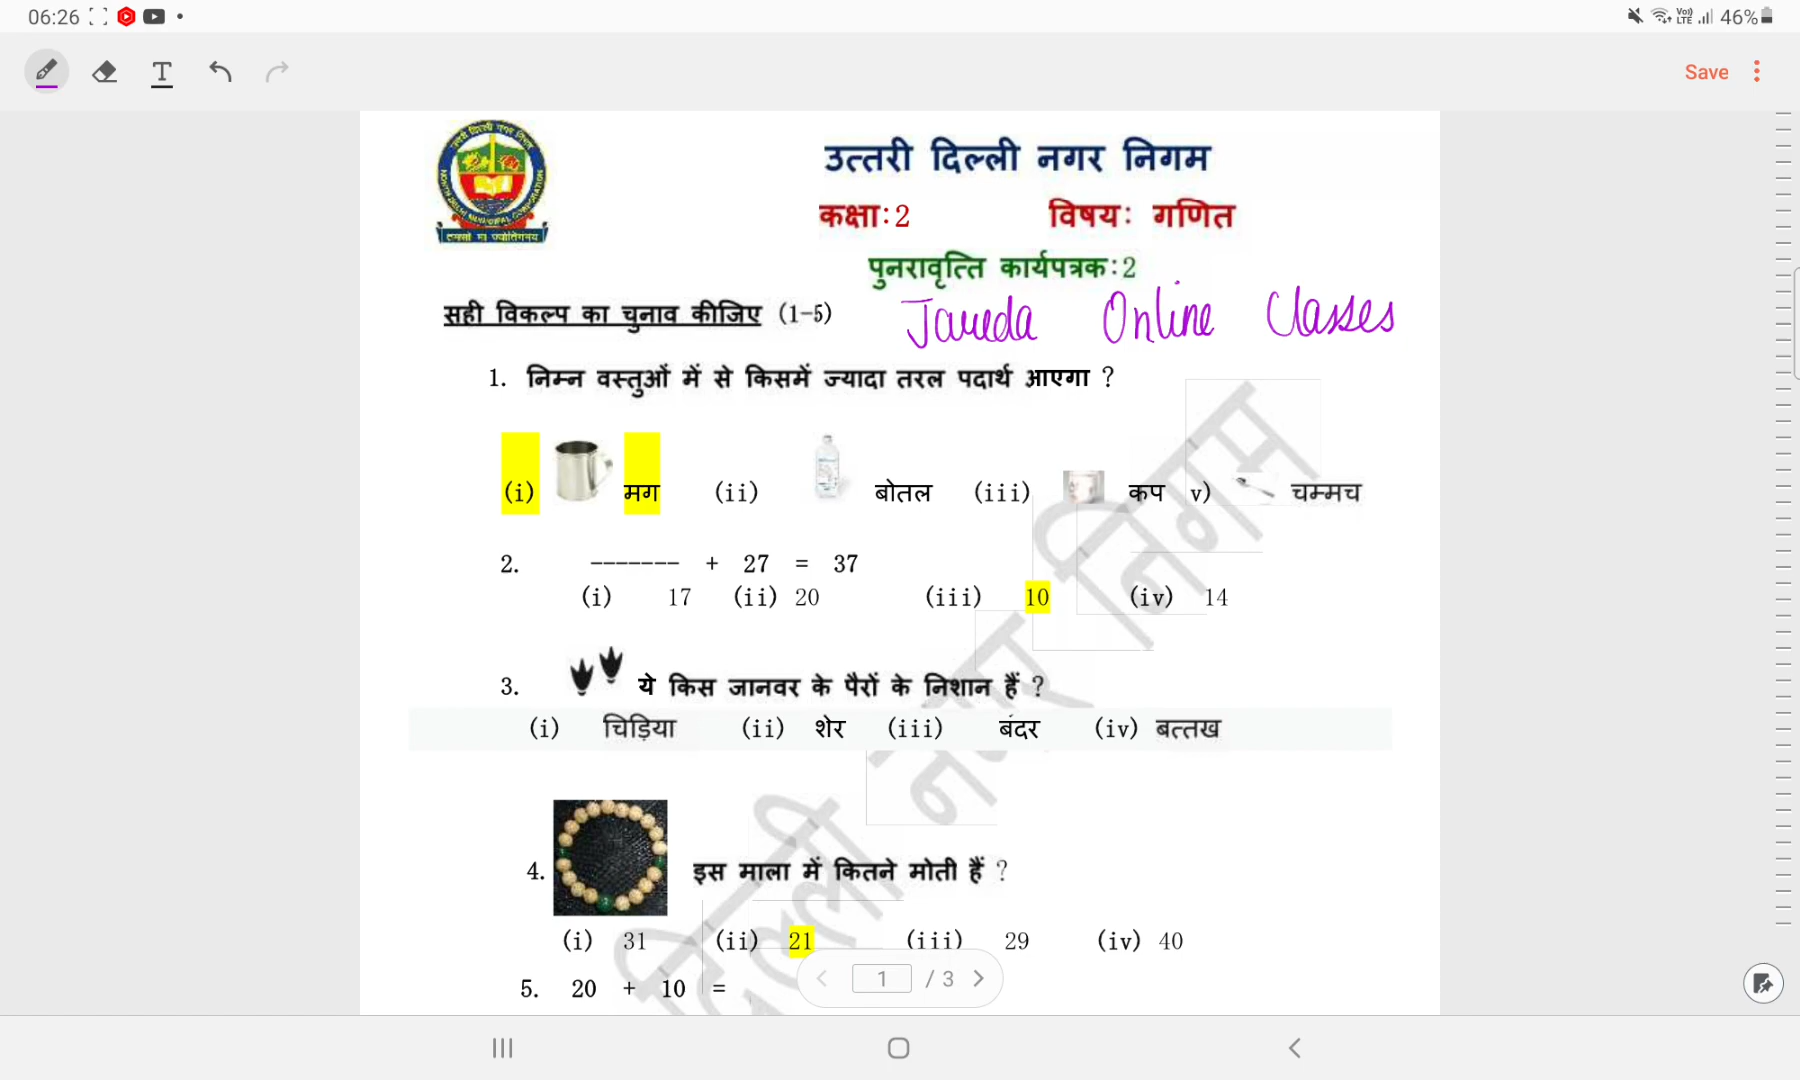 06:26 46%
Save
उत्तरी दिल्ली नगर निगम
कक्षा:2 विषय: गणित
पुनरावृत्ति कार्यपत्रक:2
सही विकल्प का चुनाव कीजिए (1-5)
Javeda Online Classes
1. निम्न वस्तुओं में से किसमें ज्यादा तरल पदार्थ आएगा ?
(i) मग (ii) बोतल (iii) कप v) चम्मच
2. ------- + 27 = 37
(i) 17 (ii) 20 (iii) 10 (iv) 14
3. ये किस जानवर के पैरों के निशान हैं ?
(i) चिड़िया (ii) शेर (iii) बंदर (iv) बत्तख
4. इस माला में कितने मोती हैं ?
(i) 31 (ii) 21 (iii) 29 (iv) 40
5. 20 + 10 =
1 / 3
दिल्ली नगर निगम